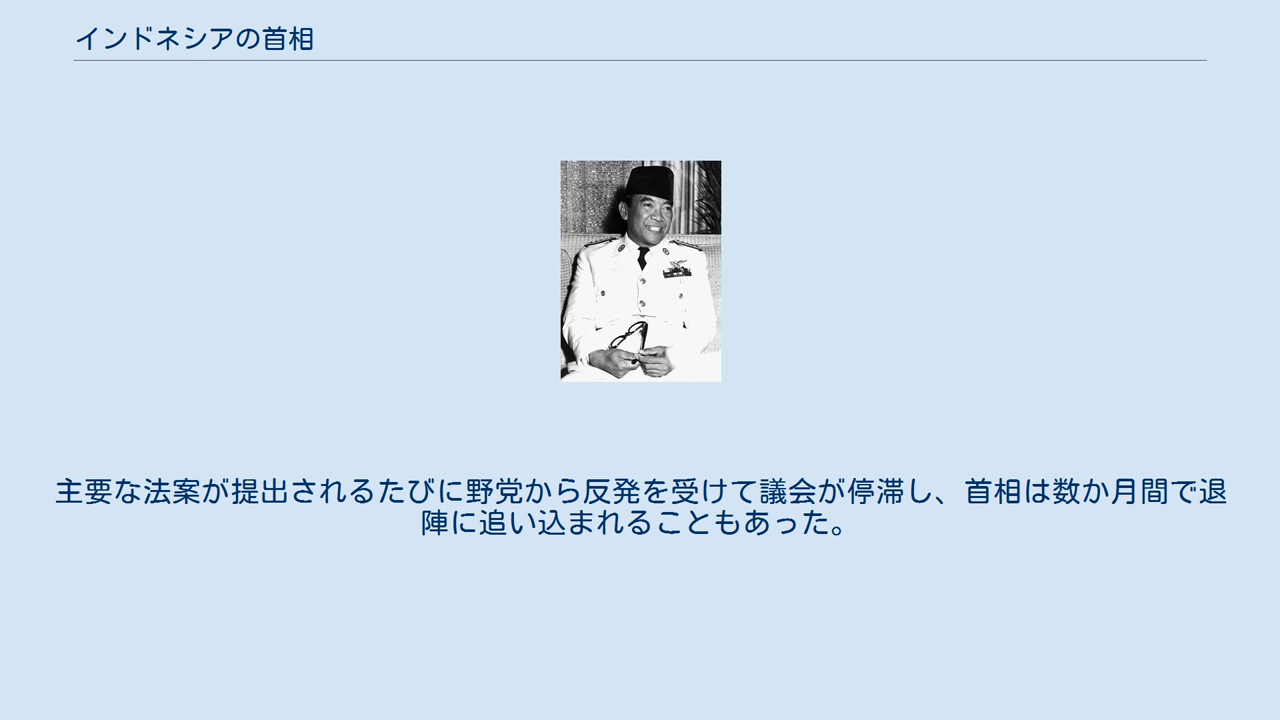 インドネシアの首相
主要な法案が提出されるたびに野党から反発を受けて議会が停滞し、首相は数か月間で退
陣に追い込まれることもあった。